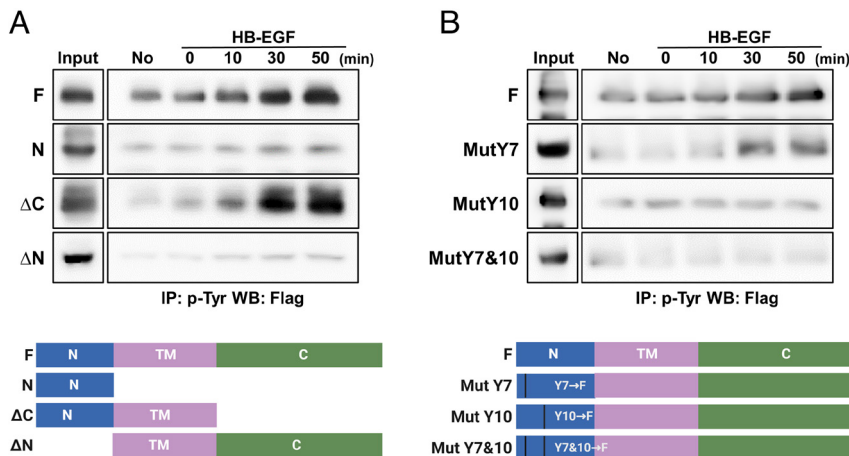 A
HB-EGF
Input No 0 10 30 50 (min)
F
N
ΔC
ΔN
IP: p-Tyr WB: Flag
F N TM C
N N
ΔC N TM
ΔN TM C
B
HB-EGF
Input No 0 10 30 50 (min)
F
MutY7
MutY10
MutY7&10
IP: p-Tyr WB: Flag
F N TM C
Mut Y7 Y7→F
Mut Y10 Y10→F
Mut Y7&10 Y7&10→F